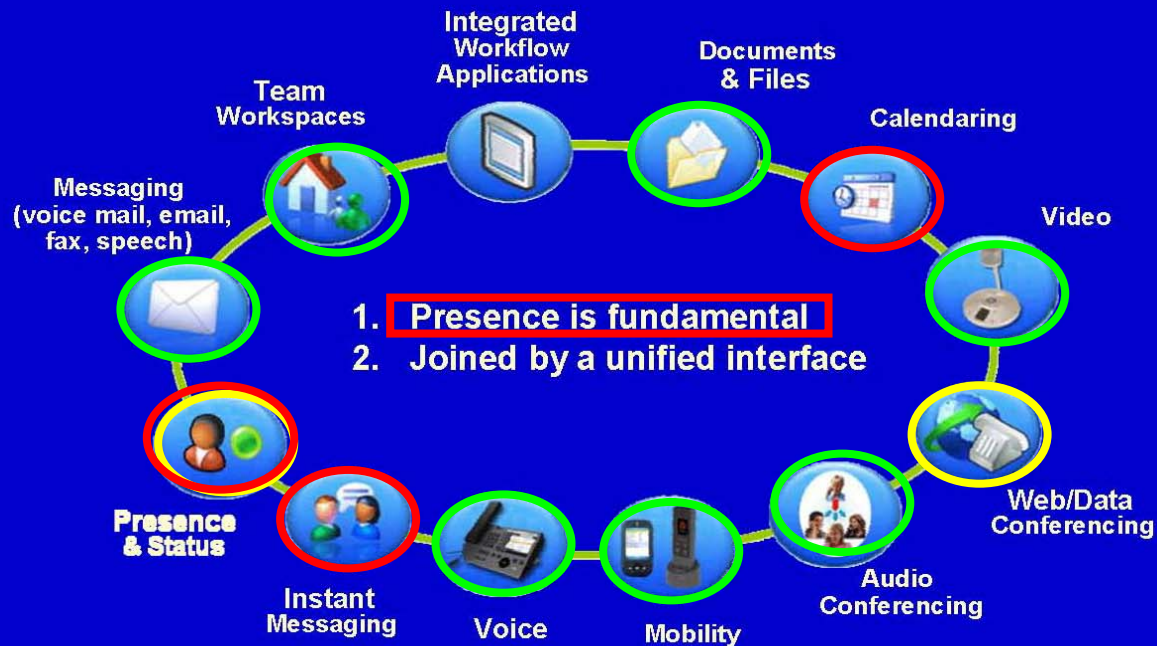 Integrated
Workflow
Applications
Documents
& Files
Team
Workspaces
Calendaring
Messaging
(voice mail, email,
fax, speech)
Video
1. Presence is fundamental
2. Joined by a unified interface
Presence
& Status
Web/Data
Conferencing
Instant
Messaging
Voice
Mobility
Audio
Conferencing